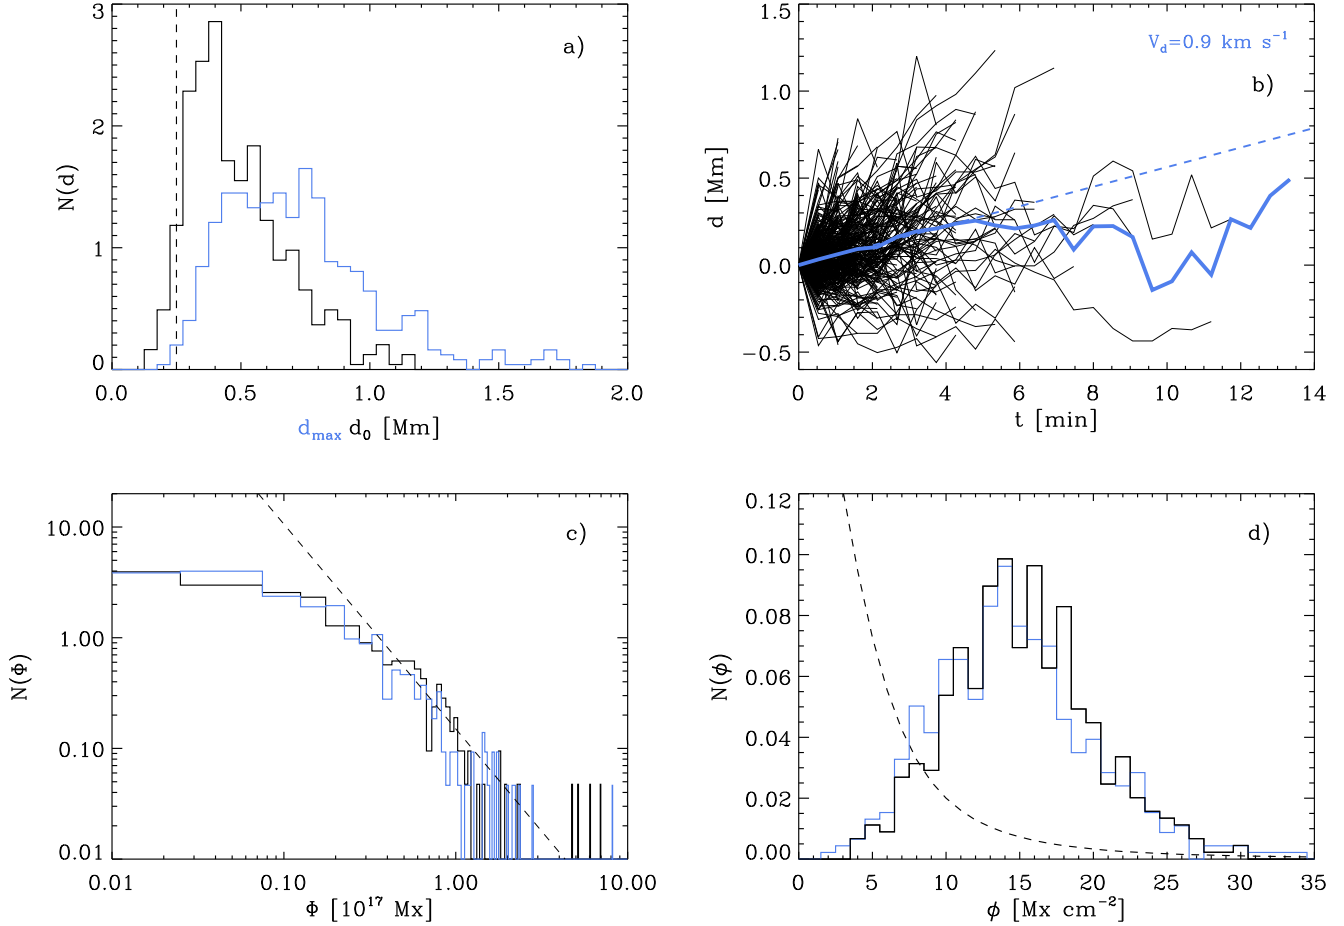 3
2
1
0
N(d)
a)
0.0 0.5 1.0 1.5 2.0
d_max d_0 [Mm]
1.5
1.0
0.5
0.0
−0.5
d [Mm]
V_d=0.9 km s^−1
b)
0 2 4 6 8 10 12 14
t [min]
10.00
1.00
0.10
0.01
N(Φ)
c)
0.01 0.10 1.00 10.00
Φ [10^17 Mx]
0.12
0.10
0.08
0.06
0.04
0.02
0.00
N(ϕ)
d)
0 5 10 15 20 25 30 35
ϕ [Mx cm^−2]